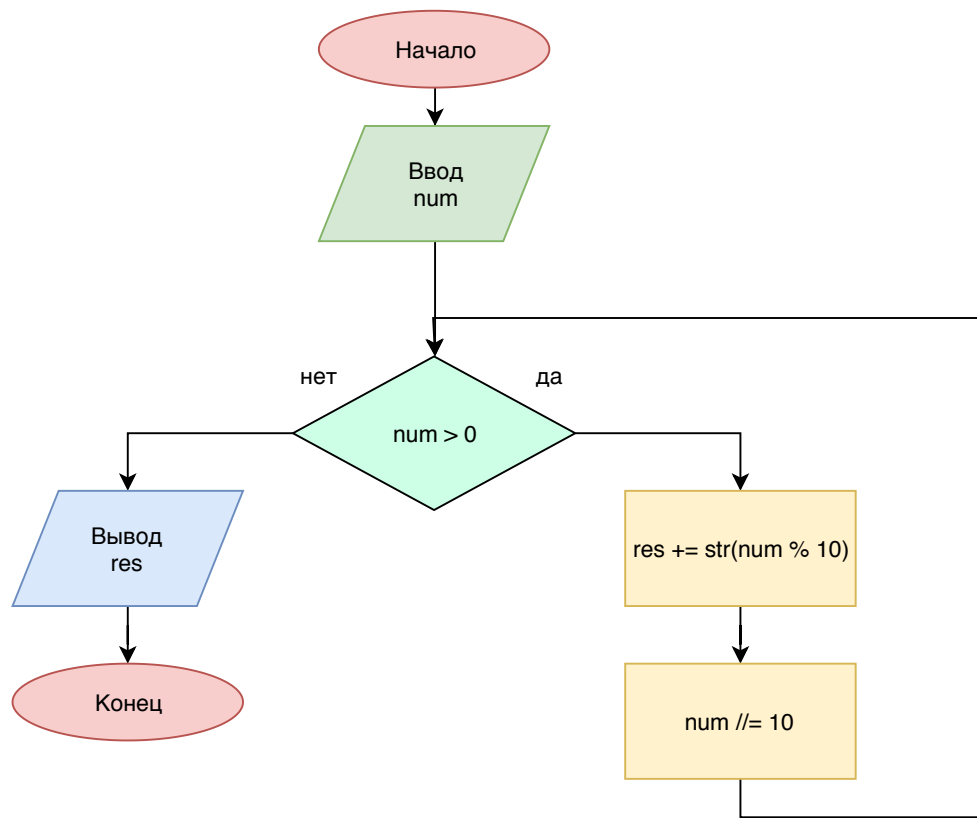 Начало
Ввод
num
нет
да
num > 0
Вывод
res
res += str(num % 10)
Конец
num //= 10